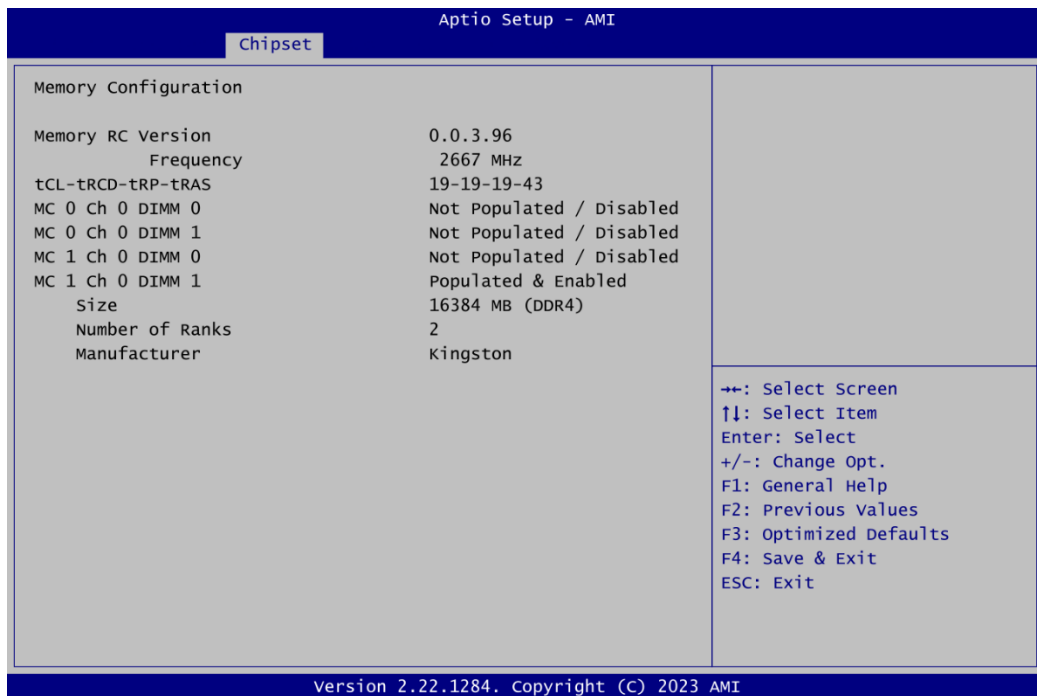 Aptio Setup - AMI
Chipset
Memory Configuration
Memory RC Version 0.0.3.96
Frequency 2667 MHz
tCL-tRCD-tRP-tRAS 19-19-19-43
MC 0 Ch 0 DIMM 0 Not Populated / Disabled
MC 0 Ch 0 DIMM 1 Not Populated / Disabled
MC 1 Ch 0 DIMM 0 Not Populated / Disabled
MC 1 Ch 0 DIMM 1 Populated & Enabled
Size 16384 MB (DDR4)
Number of Ranks 2
Manufacturer Kingston
→←: Select Screen
↑↓: Select Item
Enter: Select
+/-: Change Opt.
F1: General Help
F2: Previous Values
F3: Optimized Defaults
F4: Save & Exit
ESC: Exit
Version 2.22.1284. Copyright (C) 2023 AMI